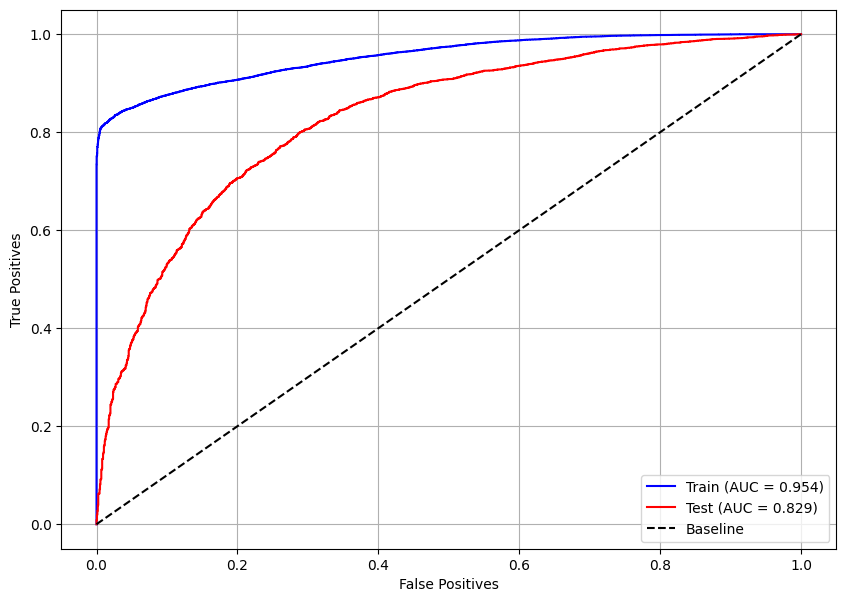 1.0
0.8
0.6
0.4
0.2
0.0
True Positives
0.0 0.2 0.4 0.6 0.8 1.0
False Positives
Train (AUC = 0.954)
Test (AUC = 0.829)
Baseline